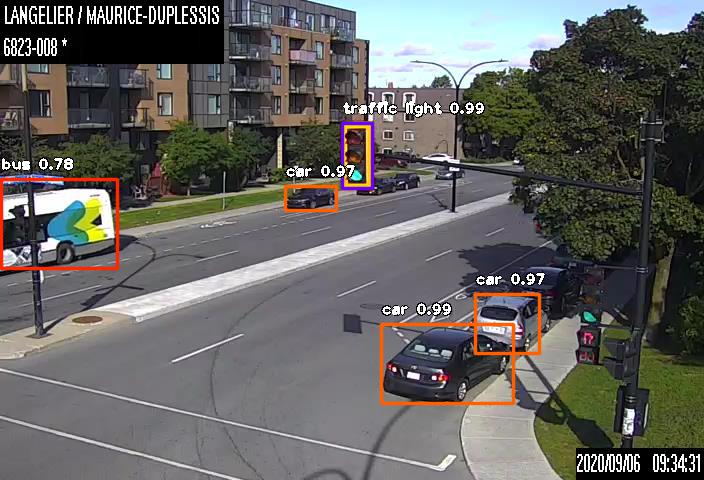 LANGELIER / MAURICE-DUPLESSIS
6823-008 *
traffic light 0.99
bus 0.78
car 0.97
car 0.97
car 0.99
2020/09/06 09:34:31